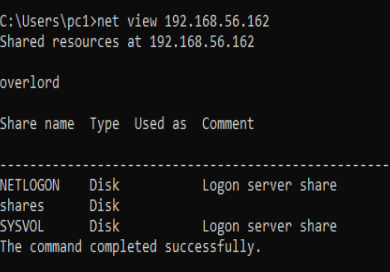 C:\Users\pc1>net view 192.168.56.162
Shared resources at 192.168.56.162
overlord
Share name  Type  Used as  Comment
-------------------------------------------------------
NETLOGON    Disk           Logon server share
shares      Disk
SYSVOL      Disk           Logon server share
The command completed successfully.